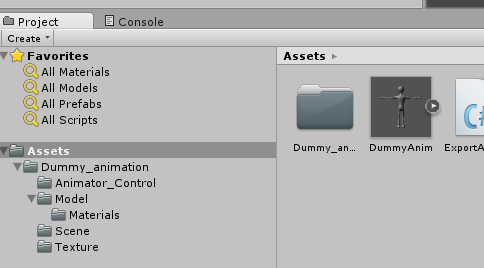 Project
Console
Create
Favorites
All Materials
All Models
All Prefabs
All Scripts
Assets
Dummy_animation
Animator_Control
Model
Materials
Scene
Texture
Assets
Dummy_an...
DummyAnim
ExportA
C#